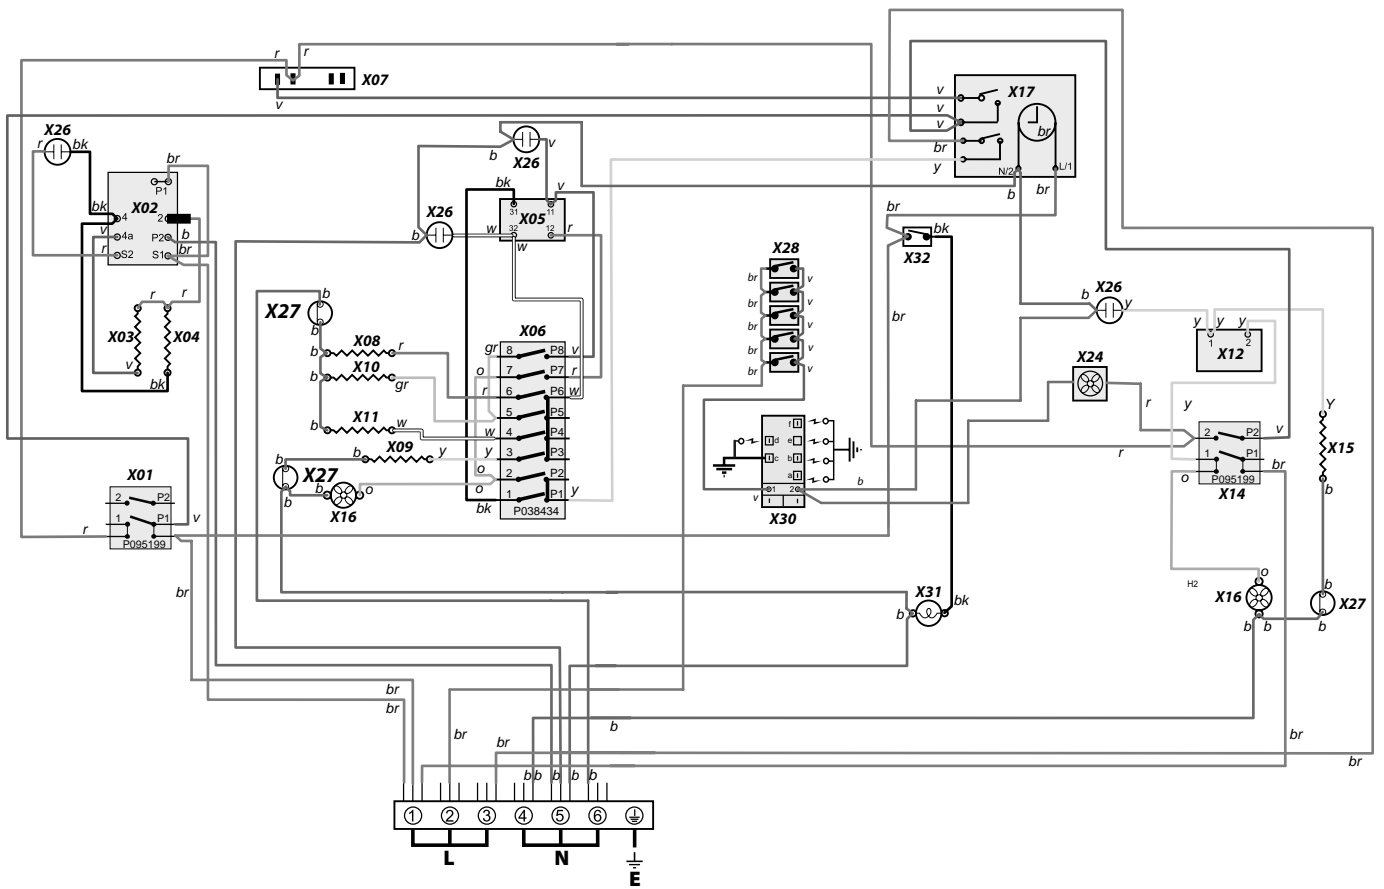 r
r
X07
v
X26
r
bk
br
P1
X02
bk
4
2
v
4a
P2
b
r
S2
S1
br
r
r
X03
X04
v
bk
b
X26
v
X26
b
w
bk
v
31
11
X05
32
12
r
w
v
X17
v
v
br
br
y
N/2
L/1
b
br
br
bk
X32
br
X28
br
v
br
v
br
v
br
v
br
v
b
X26
y
y
y
y
1
2
X12
X24
r
y
r
Y
X15
b
2
P2
v
1
P1
br
o
P095199
X14
b
X27
b
b
X08
r
b
X10
gr
b
X11
w
b
X09
y
b
X27
b
b
o
X16
X06
gr
8
P8
v
o
7
P7
r
r
6
P6
w
5
P5
w
4
P4
y
3
P3
o
2
P2
o
1
P1
y
bk
P038434
f
d
e
c
b
a
1
2
v
b
X30
X01
2
P2
1
P1
v
r
P095199
br
X31
b
bk
H2
o
X16
b
b
b
X27
b
br
br
br
br
b
br
br
b
b
b
b
b
1
2
3
4
5
6
L
N
E